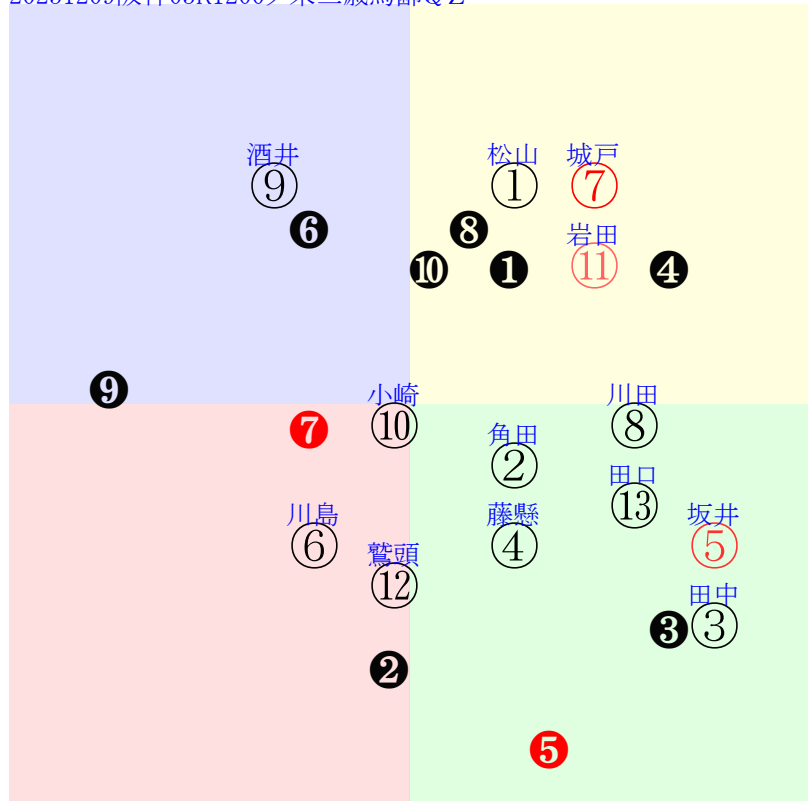 酒井 松山 城戸
⑨ ① ⑦
❻ ❽ 岩田
❿ ❶ ⑪ ❹
❾ 小崎 川田
❼ ⑩ 角田 ⑧
② 田口
⑬
川島 藤懸 坂井
⑥ 鷲頭 ④ ⑤
⑫ 田中
❸ ③
❷
❺